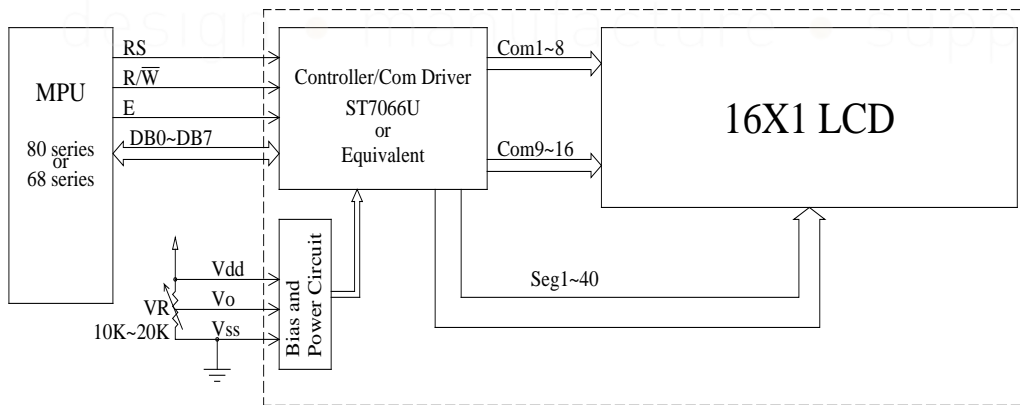 design • manufacture • supp
MPU
80 series
or
68 series
RS
R/W̅
E
DB0~DB7
Controller/Com Driver
ST7066U
or
Equivalent
Com1~8
Com9~16
16X1 LCD
Seg1~40
Vdd
Vo
Vss
VR
10K~20K
Bias and
Power Circuit